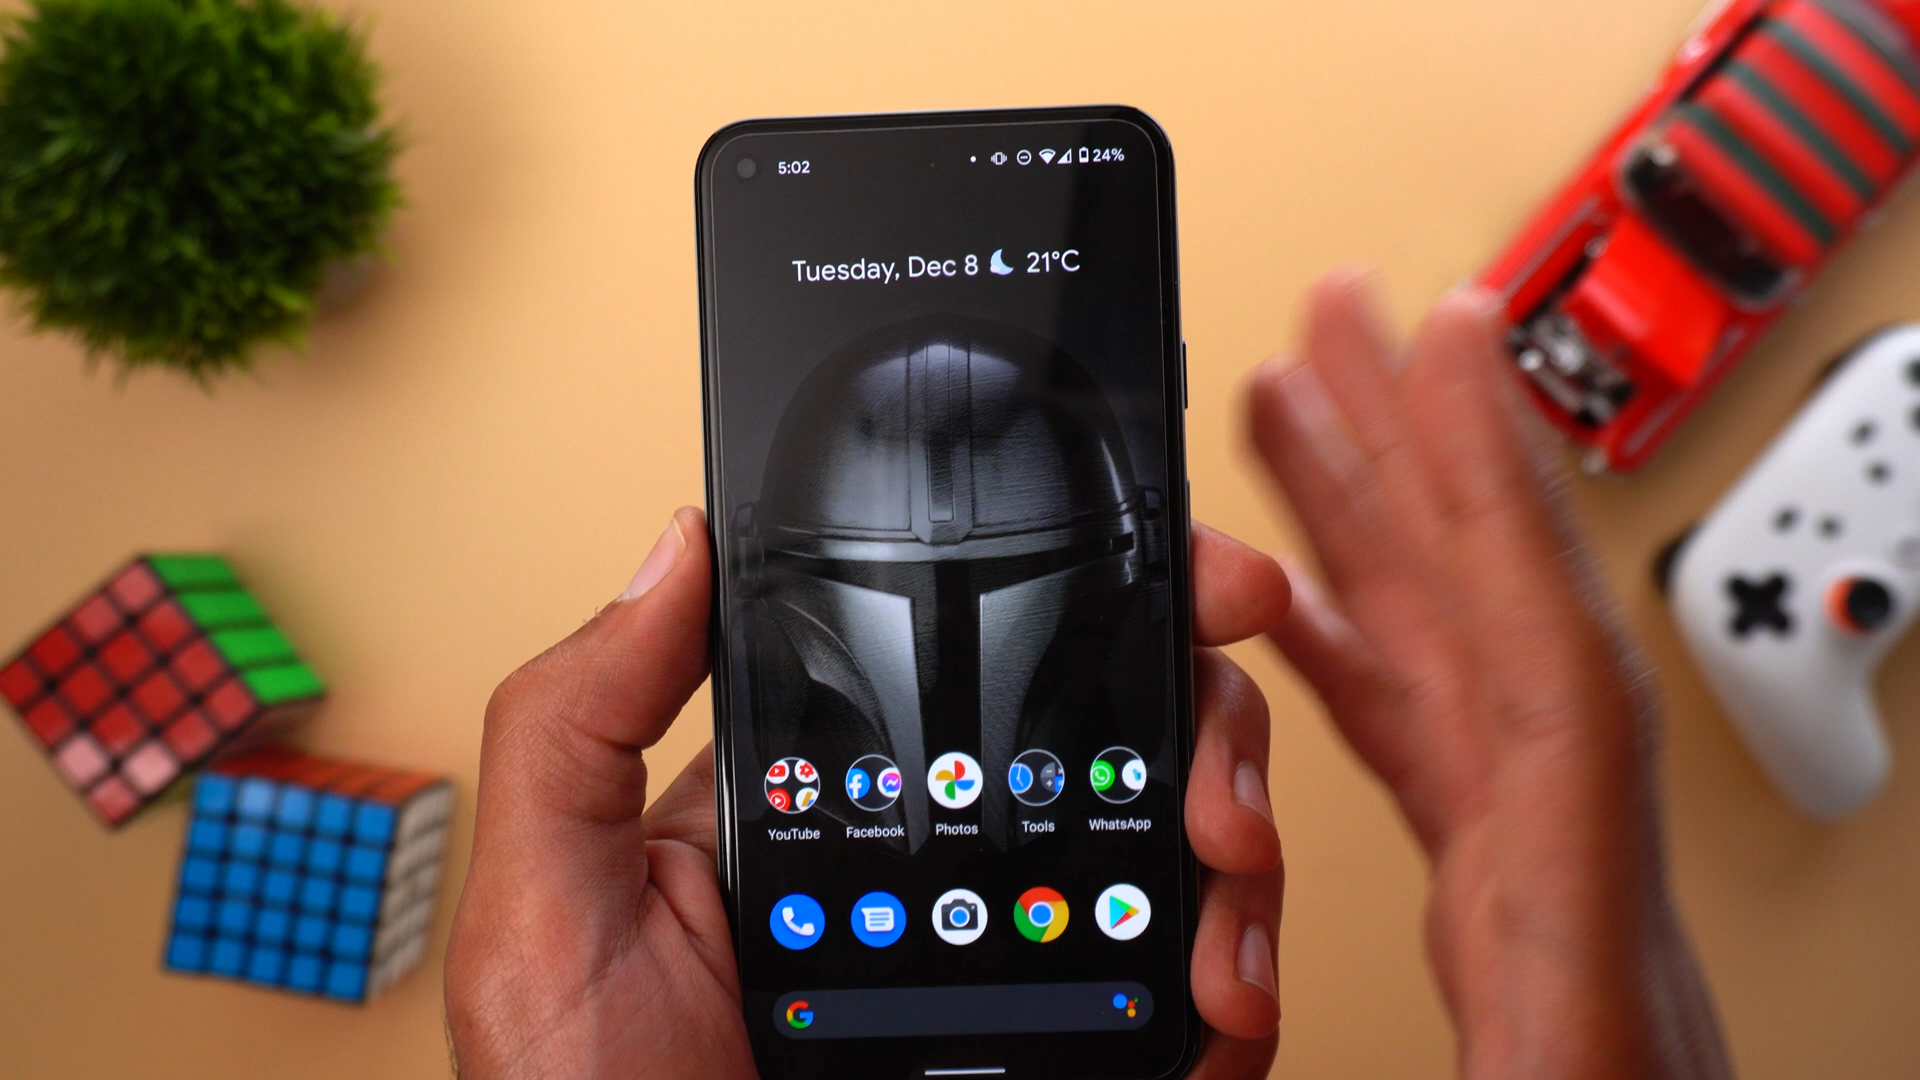 5:02
24%
Tuesday, Dec 8 21°C
YouTube
Facebook
Photos
Tools
WhatsApp